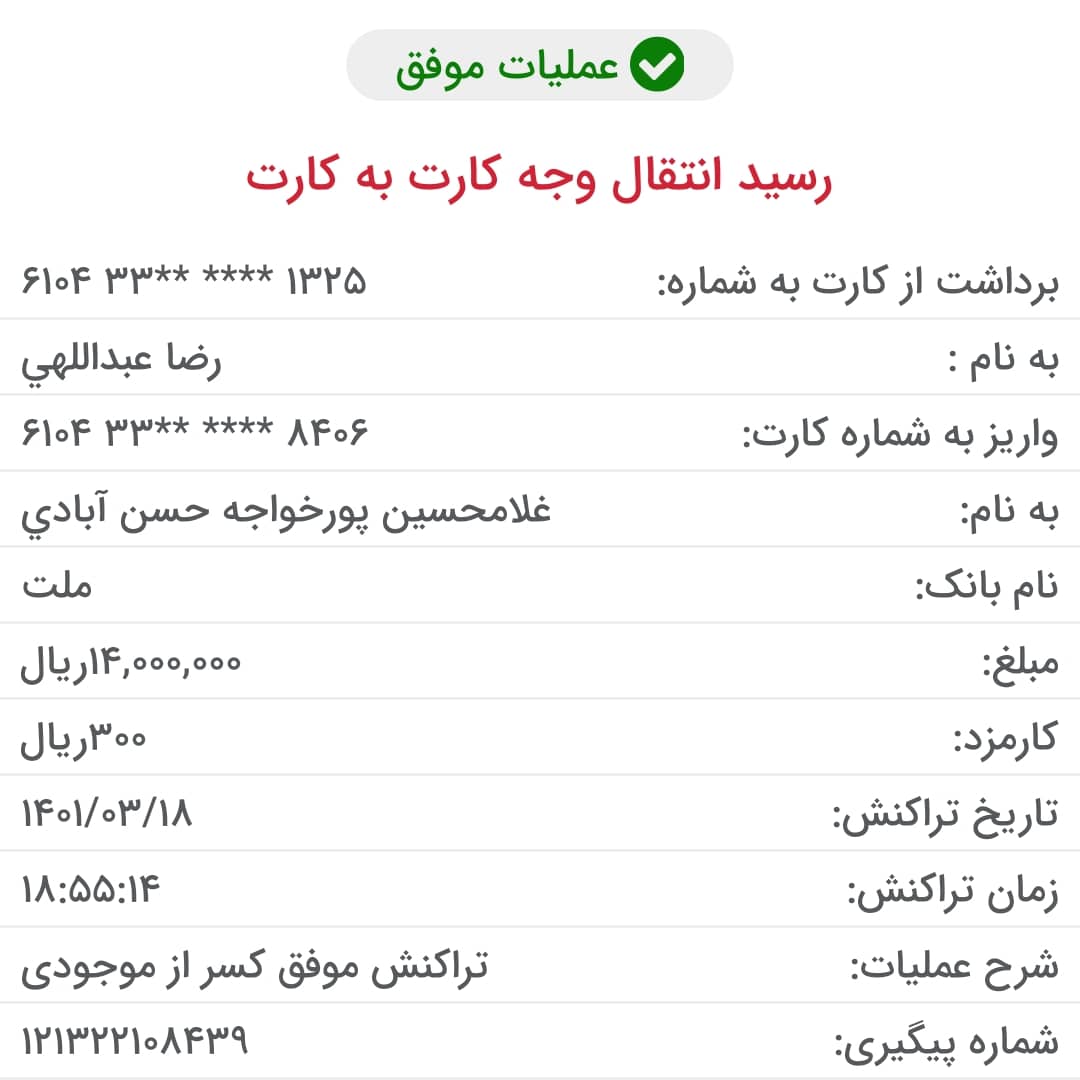 عملیات موفق
رسید انتقال وجه کارت به کارت
برداشت از کارت به شماره: ۶۱۰۴ ۳۳** **** ۱۳۲۵
به نام : رضا عبداللهي
واریز به شماره کارت: ۶۱۰۴ ۳۳** **** ۸۴۰۶
به نام: غلامحسین پورخواجه حسن آبادي
نام بانک: ملت
مبلغ: ۱۴,۰۰۰,۰۰۰ریال
کارمزد: ۳۰۰ریال
تاریخ تراکنش: ۱۴۰۱/۰۳/۱۸
زمان تراکنش: ۱۸:۵۵:۱۴
شرح عملیات: تراکنش موفق کسر از موجودی
شماره پیگیری: ۱۲۱۳۲۲۱۰۸۴۳۹